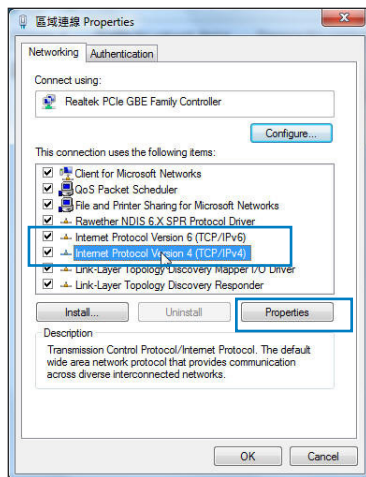 區域連線 Properties
Networking
Authentication
Connect using:
Realtek PCIe GBE Family Controller
Configure...
This connection uses the following items:
Client for Microsoft Networks
QoS Packet Scheduler
File and Printer Sharing for Microsoft Networks
Rawether NDIS 6.X SPR Protocol Driver
Internet Protocol Version 6 (TCP/IPv6)
Internet Protocol Version 4 (TCP/IPv4)
Link-Layer Topology Discovery Mapper I/O Driver
Link-Layer Topology Discovery Responder
Install...
Uninstall
Properties
Description
Transmission Control Protocol/Internet Protocol. The default
wide area network protocol that provides communication
across diverse interconnected networks.
OK
Cancel